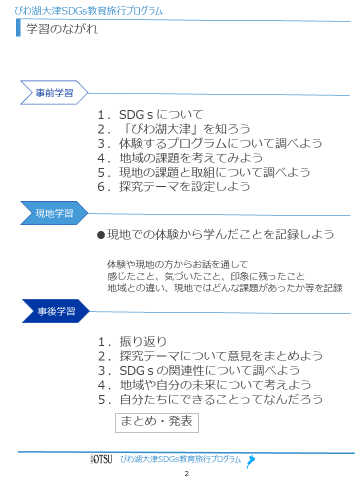 びわ湖大津SDGs教育旅行プログラム
学習のながれ
事前学習
１．SDGｓについて
２．「びわ湖大津」を知ろう
３．体験するプログラムについて調べよう
４．地域の課題を考えてみよう
５．現地の課題と取組について調べよう
６．探究テーマを設定しよう
現地学習
●現地での体験から学んだことを記録しよう
体験や現地の方からお話を通して
感じたこと、気づいたこと、印象に残ったこと
地域との違い、現地ではどんな課題があったか等を記録
事後学習
１．振り返り
２．探究テーマについて意見をまとめよう
３．SDGｓの関連性について調べよう
４．地域や自分の未来について考えよう
５．自分たちにできることってなんだろう
まとめ・発表
OTSU びわ湖大津SDGs教育旅行プログラム
2